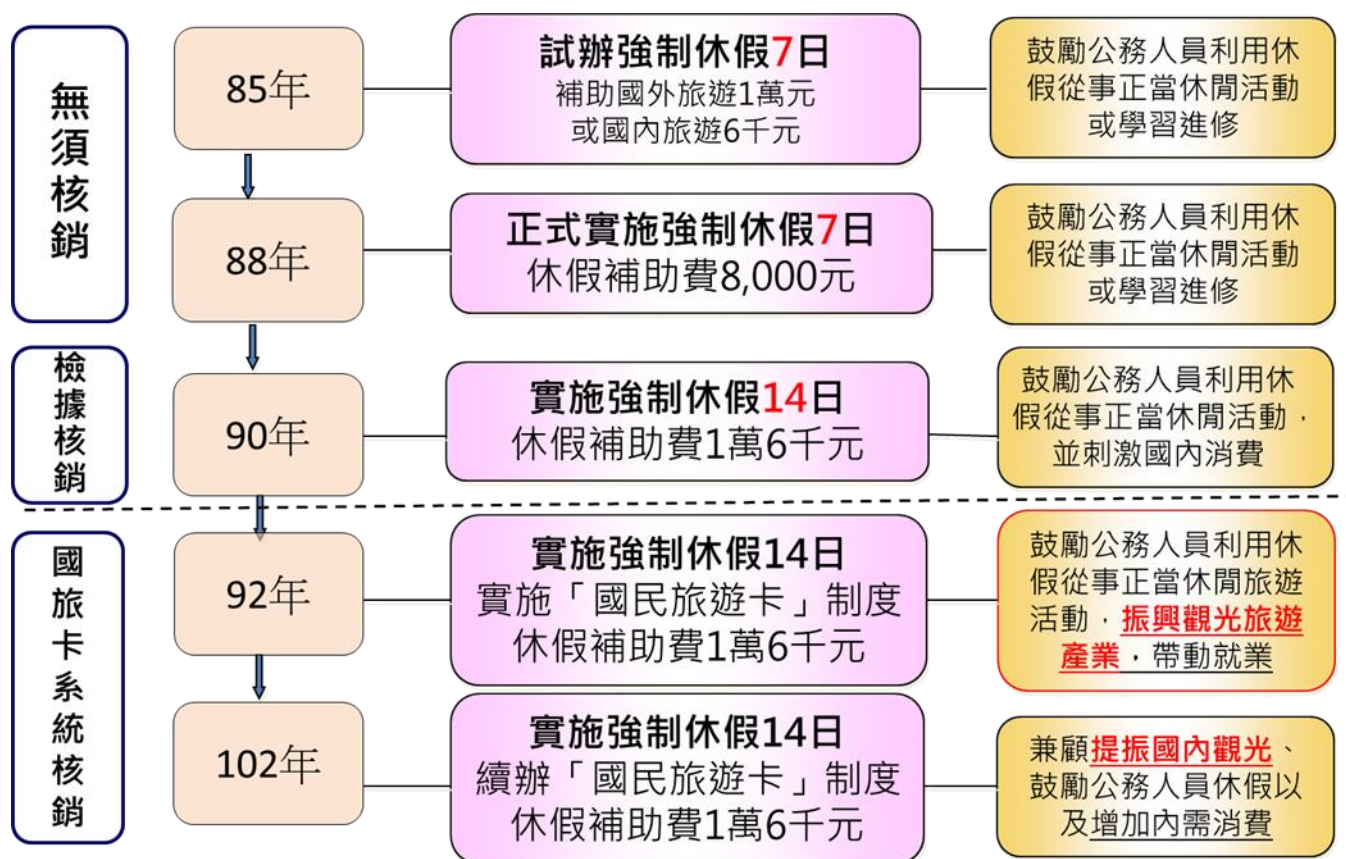 無須核銷
85年
試辦強制休假7日
補助國外旅遊1萬元
或國內旅遊6千元
鼓勵公務人員利用休
假從事正當休閒活動
或學習進修
88年
正式實施強制休假7日
休假補助費8,000元
鼓勵公務人員利用休
假從事正當休閒活動
或學習進修
檢據核銷
90年
實施強制休假14日
休假補助費1萬6千元
鼓勵公務人員利用休
假從事正當休閒活動，
並刺激國內消費
國旅卡系統核銷
92年
實施強制休假14日
實施「國民旅遊卡」制度
休假補助費1萬6千元
鼓勵公務人員利用休
假從事正當休閒旅遊
活動，振興觀光旅遊
產業，帶動就業
102年
實施強制休假14日
續辦「國民旅遊卡」制度
休假補助費1萬6千元
兼顧提振國內觀光、
鼓勵公務人員休假以
及增加內需消費